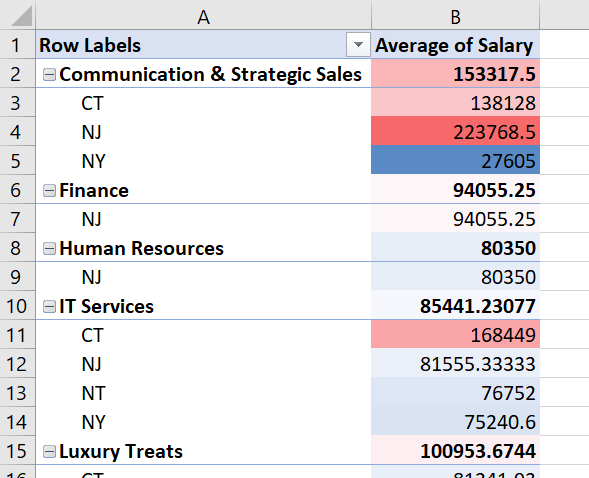 A B
1 Row Labels Average of Salary
2 Communication & Strategic Sales 153317.5
3 CT 138128
4 NJ 223768.5
5 NY 27605
6 Finance 94055.25
7 NJ 94055.25
8 Human Resources 80350
9 NJ 80350
10 IT Services 85441.23077
11 CT 168449
12 NJ 81555.33333
13 NT 76752
14 NY 75240.6
15 Luxury Treats 100953.6744